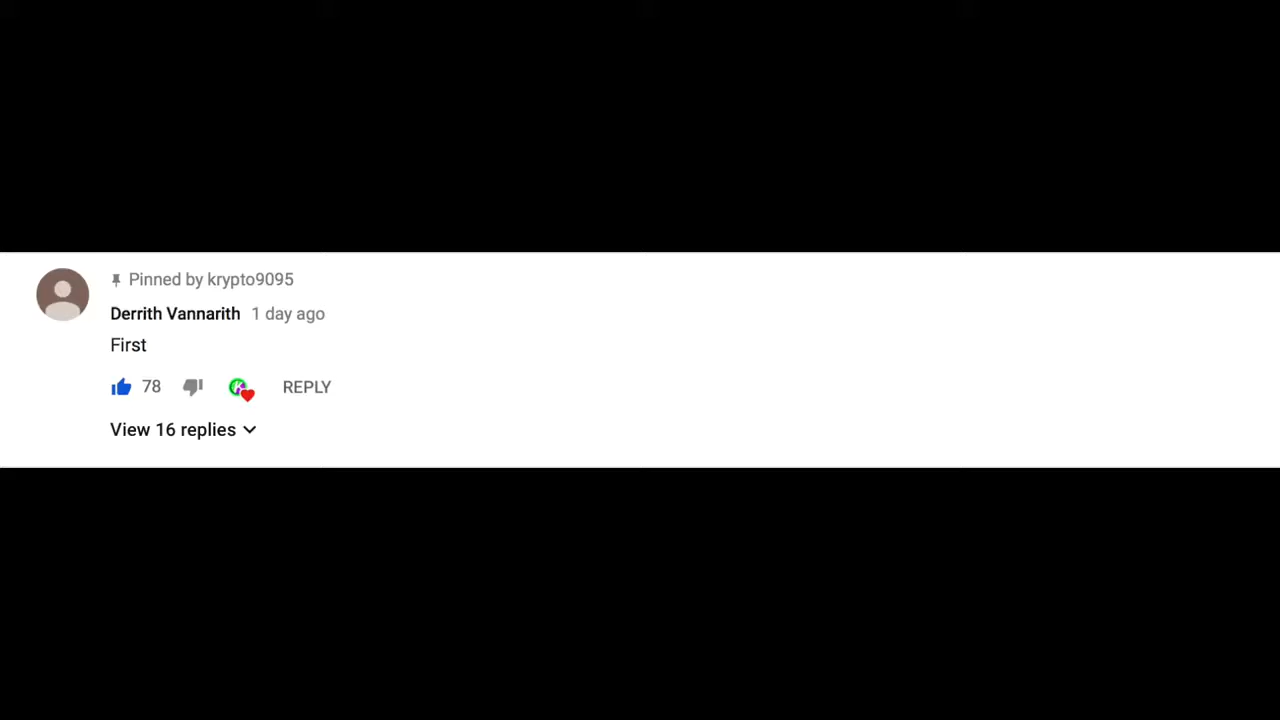 Pinned by krypto9095
Derrith Vannarith 1 day ago
First
78 REPLY
View 16 replies